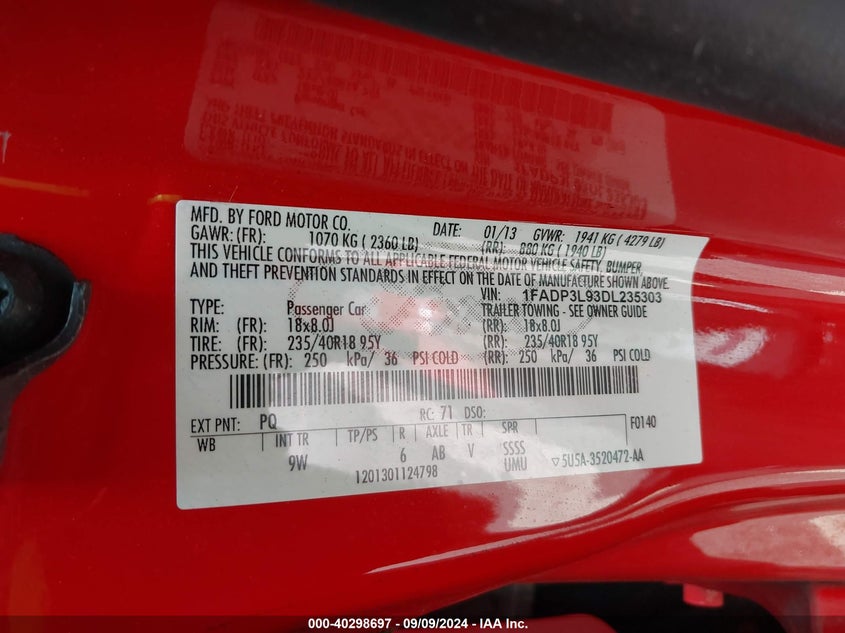 MFD. BY FORD MOTOR CO. DATE: 01/13 GVWR: 1941 KG ( 4279 LB)
GAWR: (FR): 1070 KG ( 2360 LB) (RR): 880 KG ( 1940 LB)
THIS VEHICLE CONFORMS TO ALL APPLICABLE FEDERAL MOTOR VEHICLE SAFETY, BUMPER,
AND THEFT PREVENTION STANDARDS IN EFFECT ON THE DATE OF MANUFACTURE SHOWN ABOVE.
VIN: 1FADP3L93DL235303
TYPE: Passenger Car TRAILER TOWING - SEE OWNER GUIDE
RIM: (FR): 18x8.0J (RR): 18x8.0J
TIRE: (FR): 235/40R18 95Y (RR): 235/40R18 95Y
PRESSURE: (FR): 250 kPa/ 36 PSI COLD (RR): 250 kPa/ 36 PSI COLD
EXT PNT: PQ RC: 71 DSO: F0140
WB INT TR TP/PS R AXLE TR SPR
9W 6 AB V SSSS
UMU ▽5U5A-3520472-AA
1201301124798
000-40298697 - 09/09/2024 - IAA Inc.